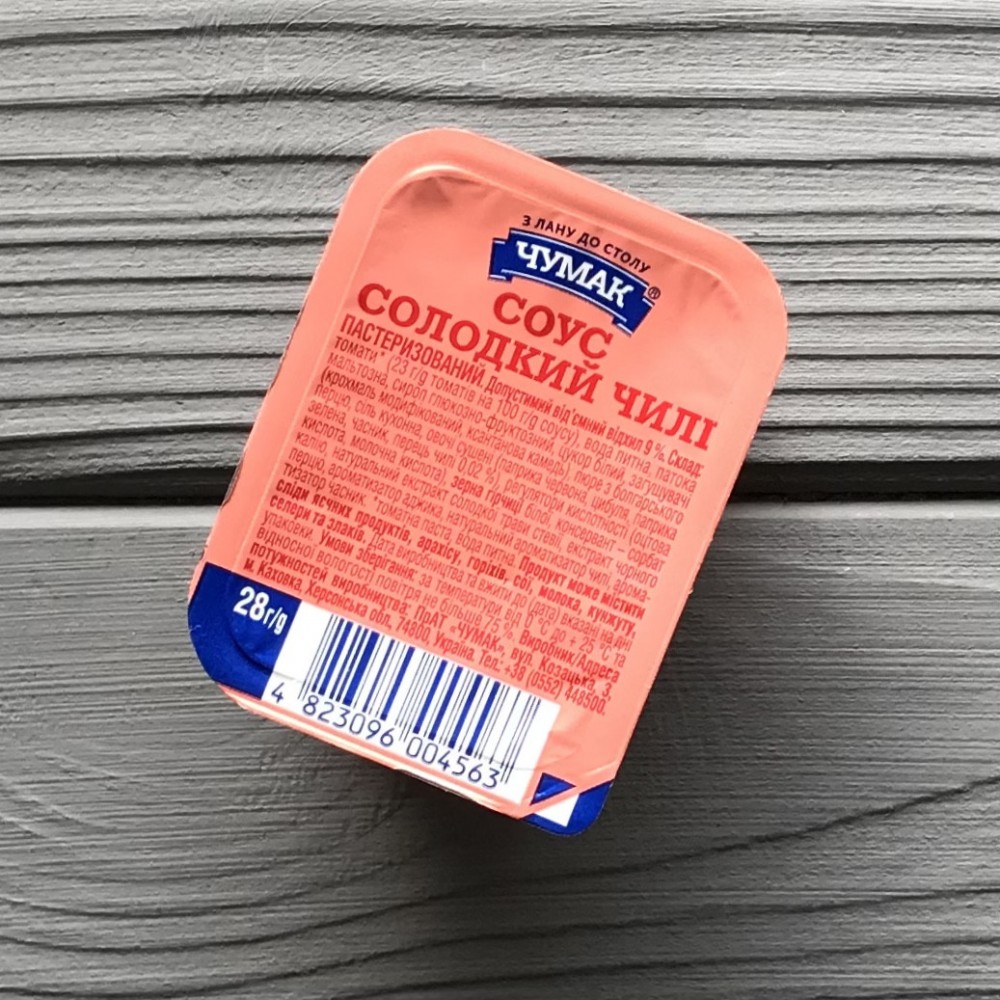 З ЛАНУ ДО СТОЛУ
ЧУМАК®
СОУС
СОЛОДКИЙ ЧИЛІ
ПАСТЕРИЗОВАНИЙ. Допустимий від'ємний відхил 9 %. Склад:
томати* (23 г/g томатів на 100 г/g соусу), вода питна, патока
мальтозна, сироп глюкозно-фруктозний, цукор білий, загущувачі
(крохмаль модифікований, ксантанова камедь), пюре з болгарського
перцю, сіль кухонна, овочі сушені (паприка червона, цибуля, паприка
зелена, часник, перець чилі 0,02 %), регулятори кислотності (оцтова
кислота, молочна кислота), зерна гірчиці білої, консервант – сорбат
калію, натуральний екстракт солодкої трави стевії, екстракт чорного
перцю, ароматизатор аджика, натуральний ароматизатор чилі, арома-
тизатор часник. *томатна паста, вода питна. Продукт може містити
сліди яєчних продуктів, арахісу, горіхів, сої, молока, кунжуту,
селери та злаків. Дата виробництва та вжити до (дата) вказані на дні
упаковки. Умови зберігання: за температури від 0 °С до + 25 °С та
відносної вологості повітря не більше 75 %. Виробник/Адреса
потужностей виробництва: ПрАТ «ЧУМАК», вул. Козацька, 3,
м. Каховка, Херсонська обл., 74800, Україна. Тел.: +38 (0552) 448500.
28 г/g
4 823096 004563